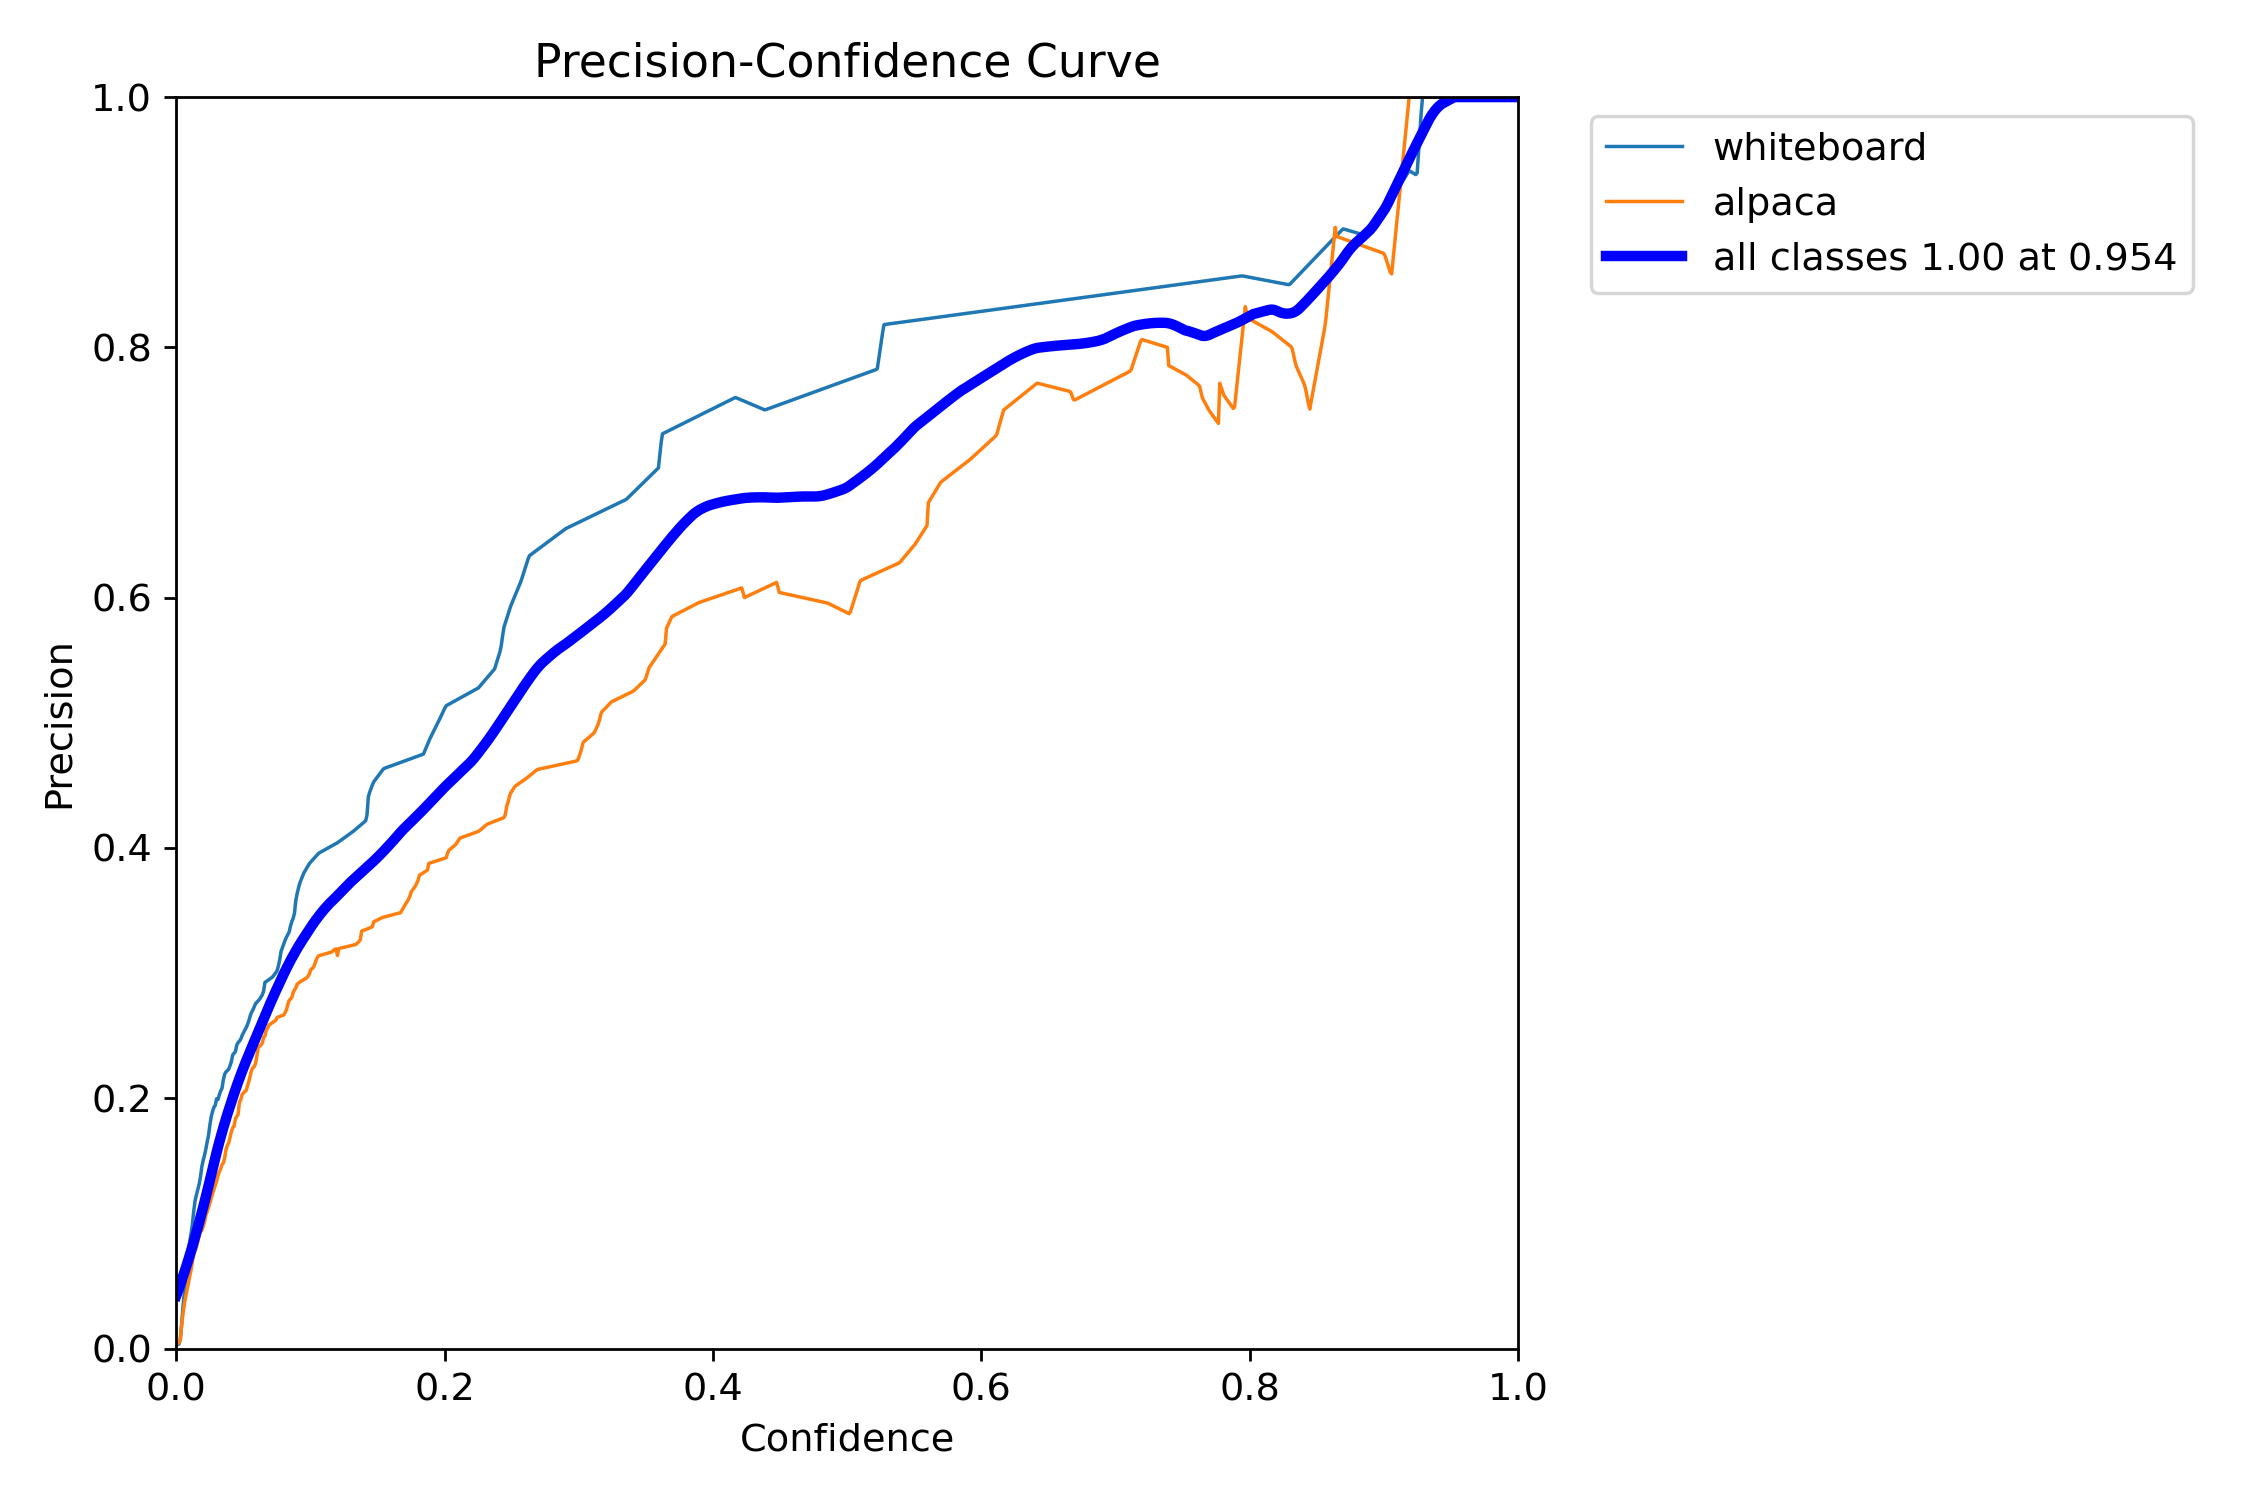 Precision-Confidence Curve
1.0
0.8
0.6
0.4
0.2
0.0
Precision
0.0 0.2 0.4 0.6 0.8 1.0
Confidence
whiteboard
alpaca
all classes 1.00 at 0.954